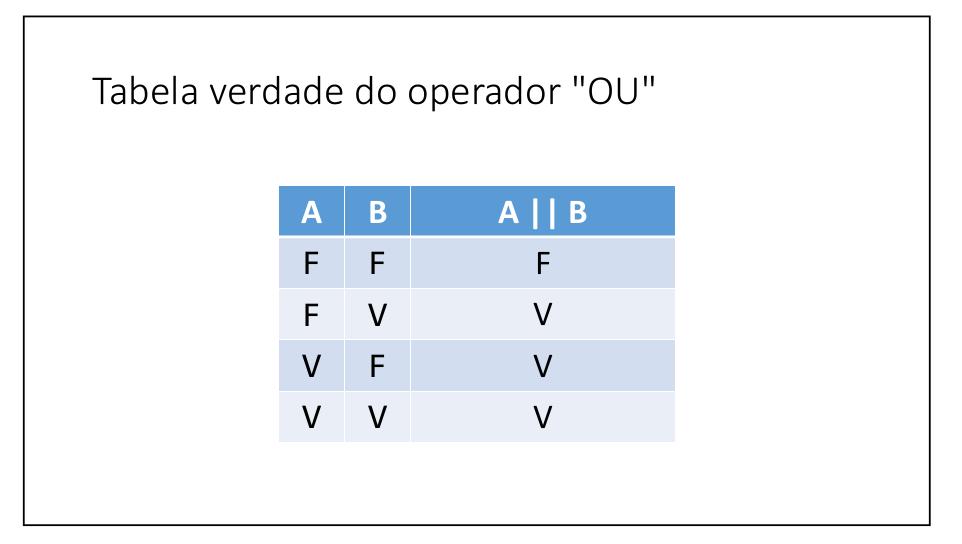 Tabela verdade do operador "OU"
A B A || B
F F F
F V V
V F V
V V V